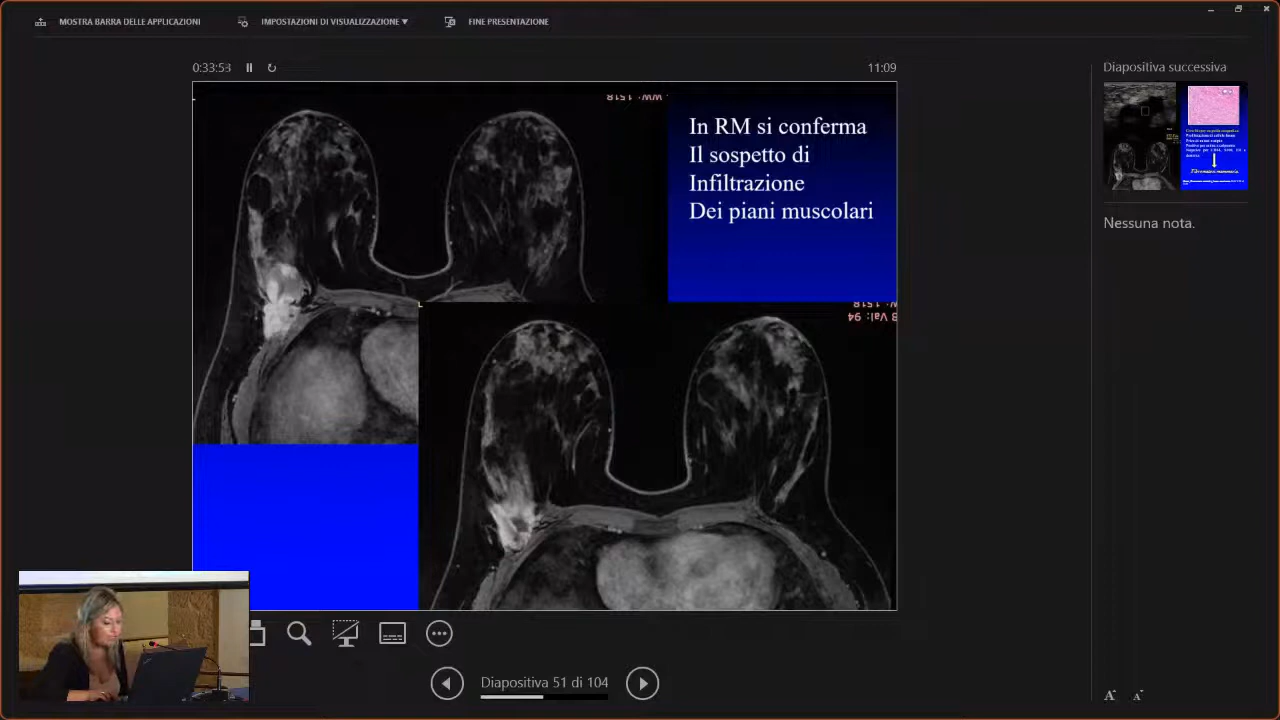 MOSTRA BARRA DELLE APPLICAZIONI
IMPOSTAZIONI DI VISUALIZZAZIONE ▼
FINE PRESENTAZIONE
0:33:53
11:09
Diapositiva successiva
In RM si conferma
Il sospetto di
Infiltrazione
Dei piani muscolari
Nessuna nota.
Diapositiva 51 di 104